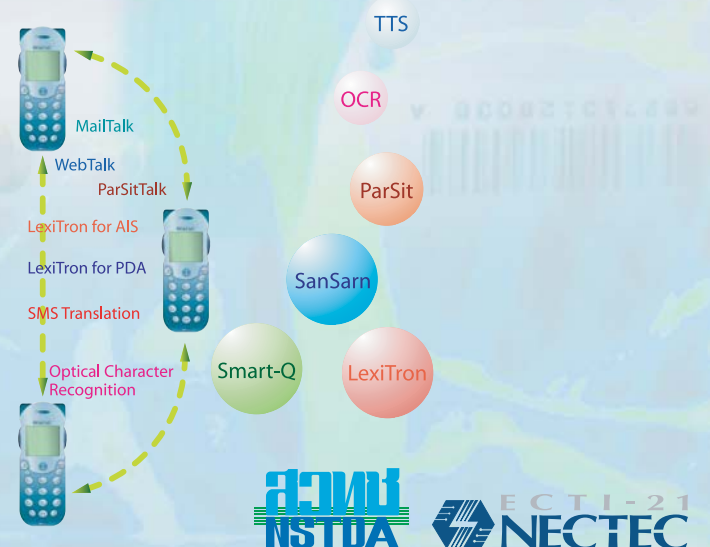 TTS
OCR
MailTalk
WebTalk
ParSit
ParSitTalk
LexiTron for AIS
LexiTron for PDA
SanSarn
SMS Translation
Smart-Q
LexiTron
Optical Character
Recognition
สวทช
NSTDA
ECTI-21
NECTEC